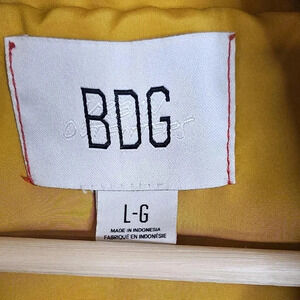 BDG
L-G
MADE IN INDONESIA
FABRIQUÉ EN INDONÉSIE